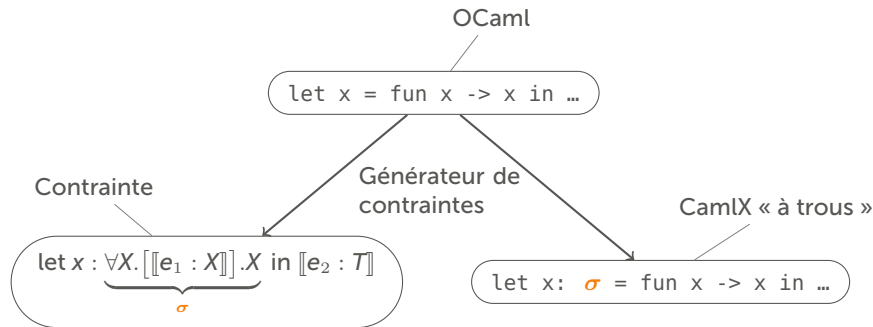 OCaml
let x = fun x -> x in …
Contrainte
Générateur de
contraintes
CamlX « à trous »
let x : ∀X.[⟦e₁ : X⟧].X in ⟦e₂ : T⟧
σ
let x: σ = fun x -> x in …